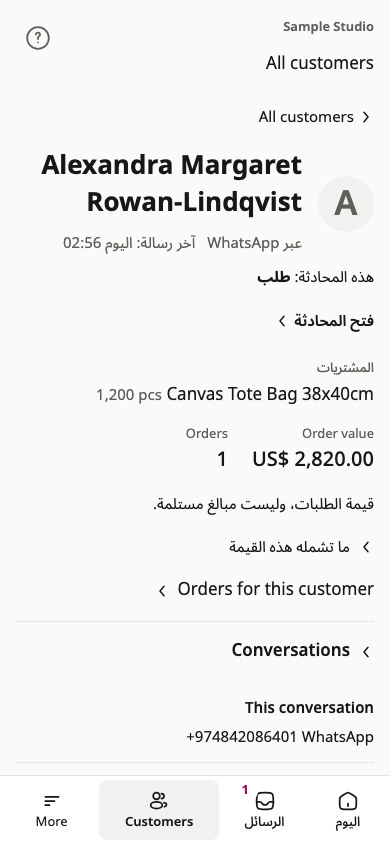 Sample Studio
All customers
All customers
Alexandra Margaret
Rowan-Lindqvist
A
عبر WhatsApp آخر رسالة: اليوم 02:56
هذه المحادثة: طلب
فتح المحادثة
المشتريات
1,200 pcs Canvas Tote Bag 38x40cm
Order value
Orders
US$ 2,820.00
1
قيمة الطلبات، وليست مبالغ مستلمة.
ما تشمله هذه القيمة
Orders for this customer
Conversations
This conversation
+974842086401 WhatsApp
اليوم
1
الرسائل
Customers
More